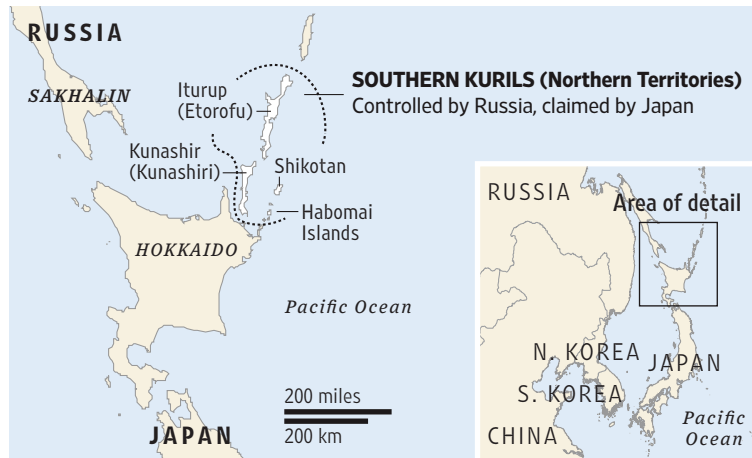 RUSSIA
SAKHALIN
Iturup
(Etorofu)
SOUTHERN KURILS (Northern Territories)
Controlled by Russia, claimed by Japan
Kunashir
(Kunashiri)
Shikotan
Habomai
Islands
HOKKAIDO
Pacific Ocean
200 miles
200 km
JAPAN
RUSSIA
Area of detail
N. KOREA
JAPAN
S. KOREA
Pacific
Ocean
CHINA